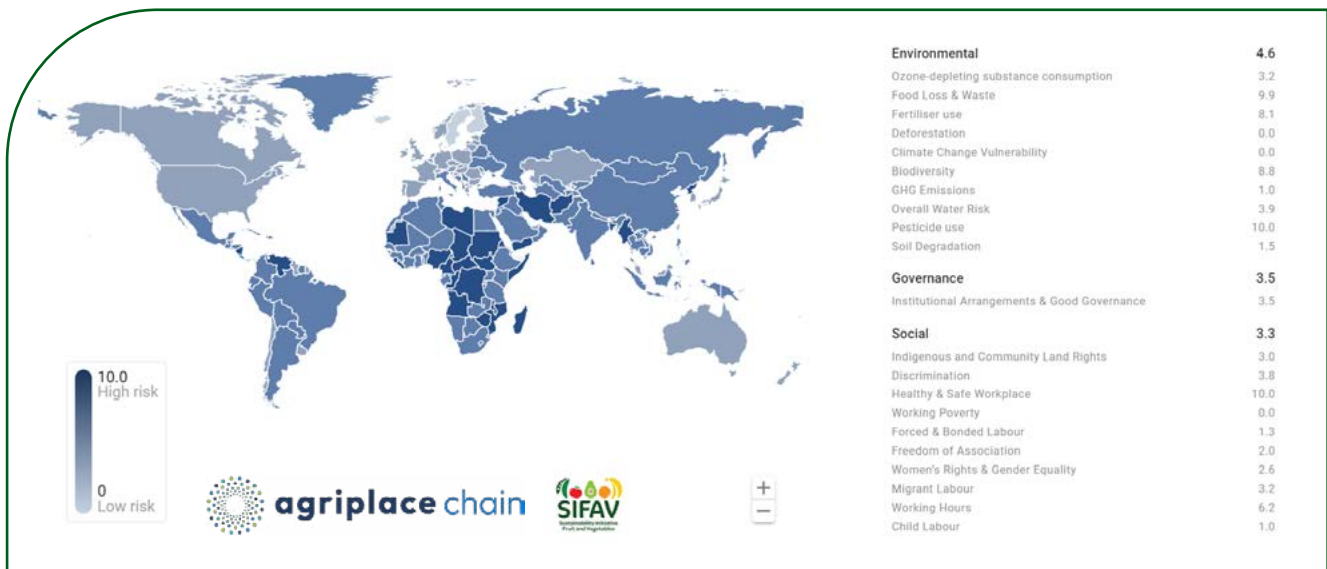 Environmental 4.6
Ozone-depleting substance consumption 3.2
Food Loss & Waste 9.9
Fertiliser use 8.1
Deforestation 0.0
Climate Change Vulnerability 0.0
Biodiversity 8.8
GHG Emissions 1.0
Overall Water Risk 3.9
Pesticide use 10.0
Soil Degradation 1.5
Governance 3.5
Institutional Arrangements & Good Governance 3.5
Social 3.3
Indigenous and Community Land Rights 3.0
Discrimination 3.8
Healthy & Safe Workplace 10.0
Working Poverty 0.0
Forced & Bonded Labour 1.3
Freedom of Association 2.0
Women's Rights & Gender Equality 2.6
Migrant Labour 3.2
Working Hours 6.2
Child Labour 1.0
10.0
High risk
0
Low risk
agriplace chain
SIFAV
Sustainability Initiative
Fruit and Vegetables
+
−